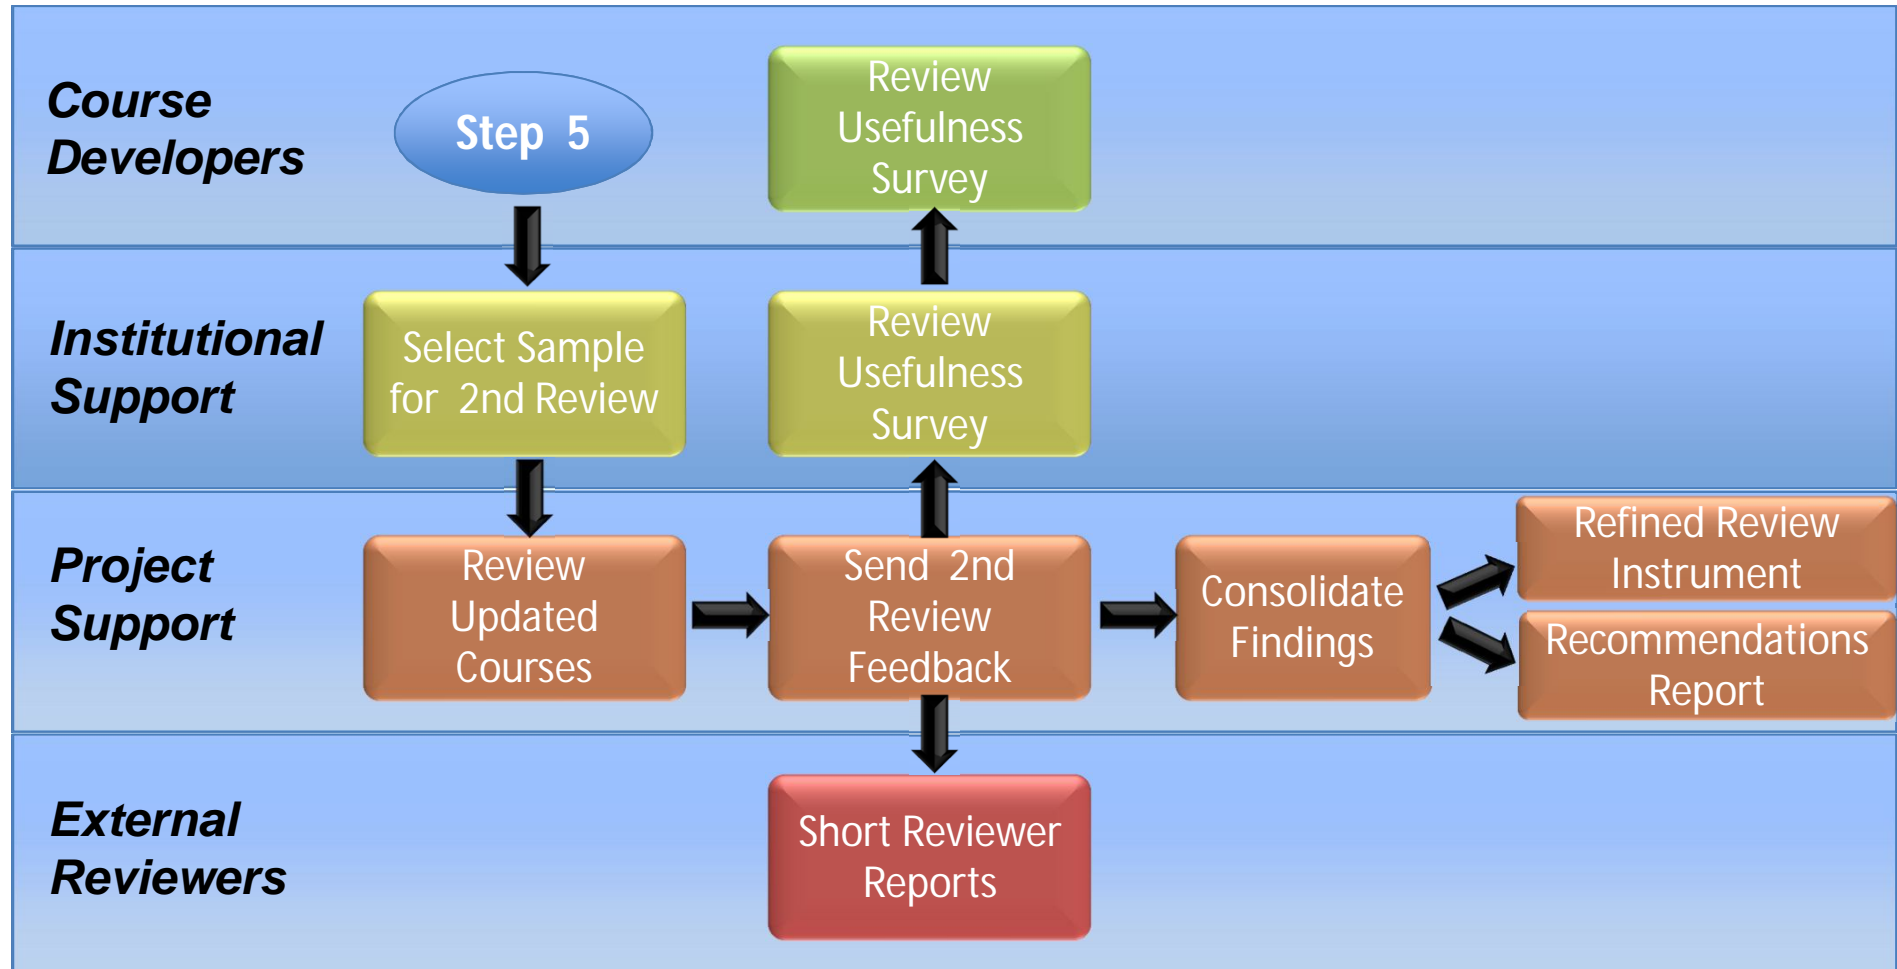 Course
Developers
Step 5
Review
Usefulness
Survey
Institutional
Support
Select Sample
for 2nd Review
Review
Usefulness
Survey
Project
Support
Review
Updated
Courses
Send 2nd
Review
Feedback
Consolidate
Findings
Refined Review
Instrument
Recommendations
Report
External
Reviewers
Short Reviewer
Reports